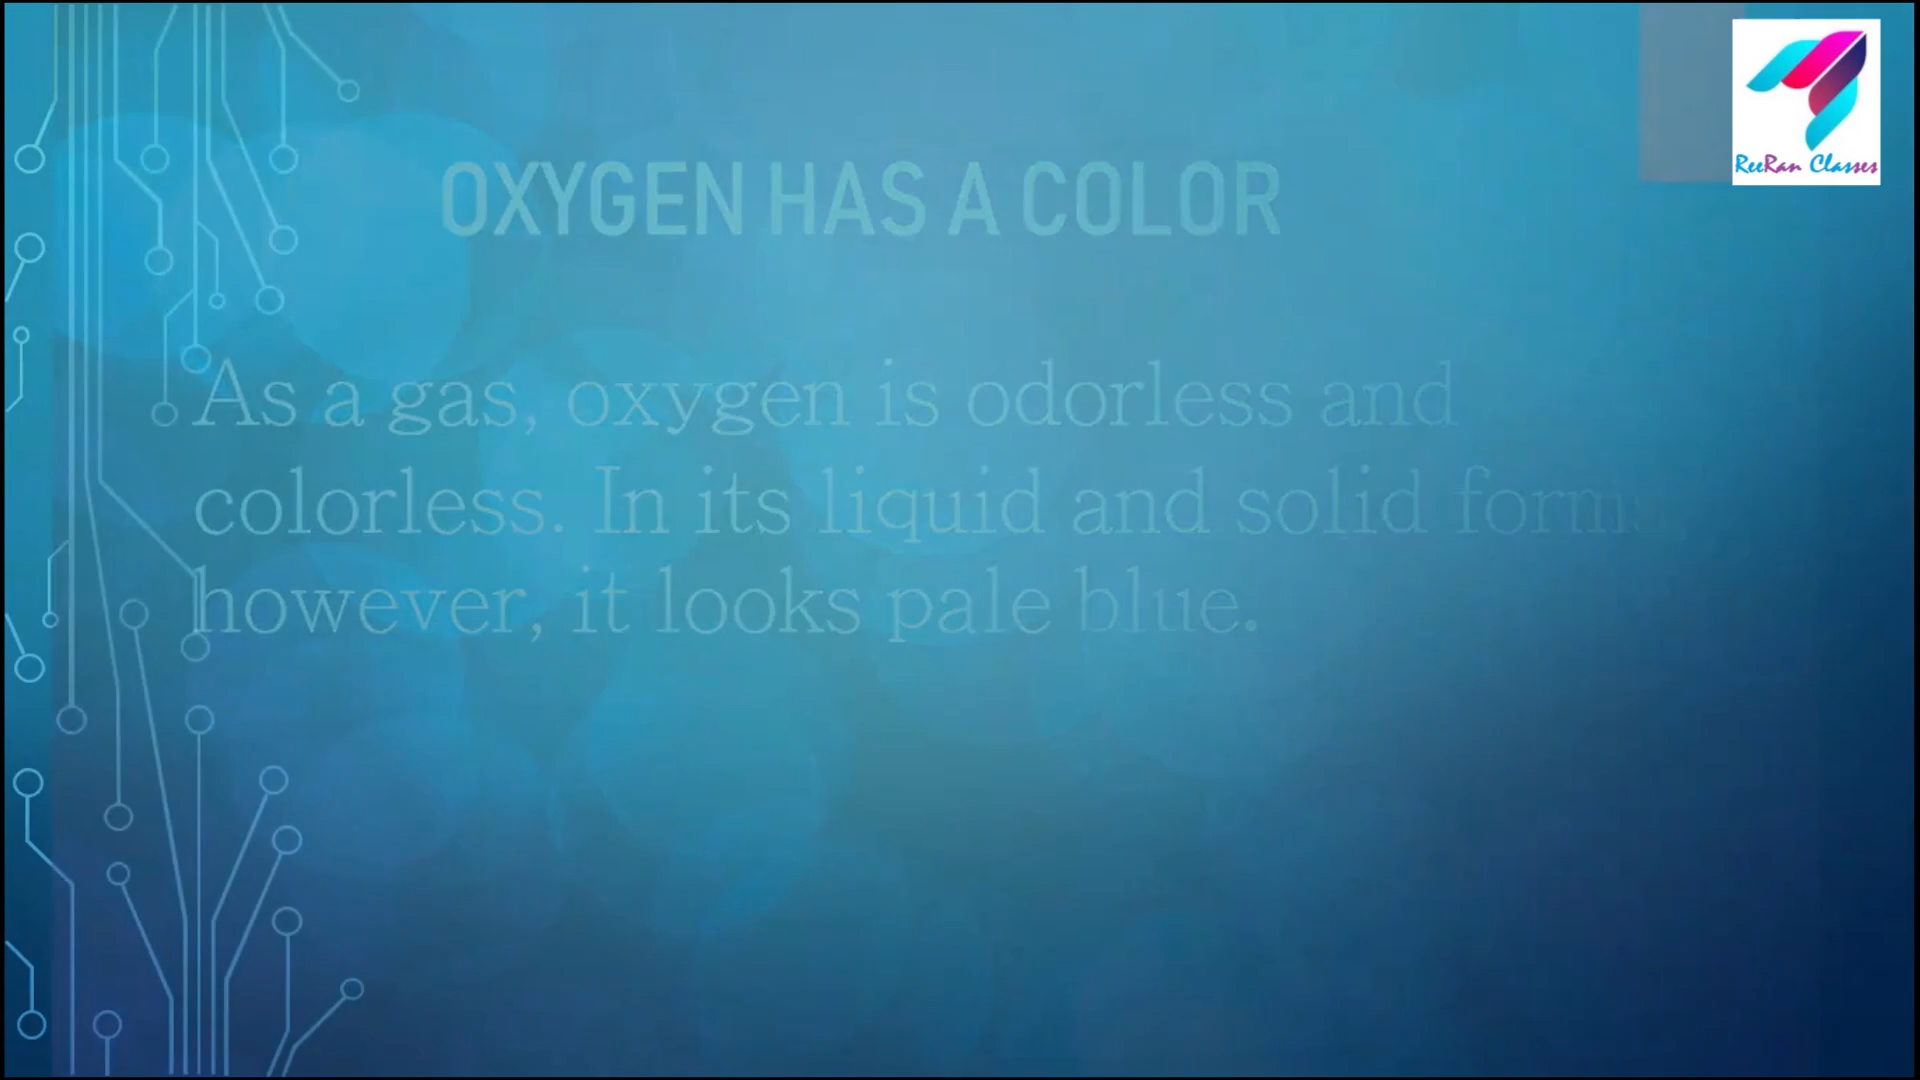 ReeRan Classes
OXYGEN HAS A COLOR
As a gas, oxygen is odorless and
colorless. In its liquid and solid forms
however, it looks pale blue.